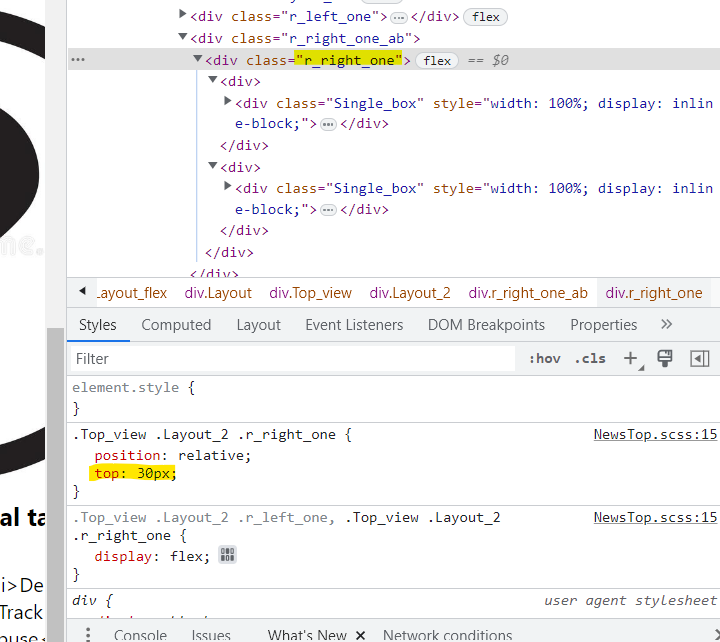 <div class="r_left_one"> ⋯ </div> flex
<div class="r_right_one_ab">
⋯ <div class="r_right_one"> flex == $0
<div>
<div class="Single_box" style="width: 100%; display: inlin
e-block;"> ⋯ </div>
</div>
<div>
<div class="Single_box" style="width: 100%; display: inlin
e-block;"> ⋯ </div>
</div>
</div>
</div>
.Layout_flex div.Layout div.Top_view div.Layout_2 div.r_right_one_ab div.r_right_one
Styles Computed Layout Event Listeners DOM Breakpoints Properties »
Filter :hov .cls +
element.style {
}
.Top_view .Layout_2 .r_right_one { NewsTop.scss:15
position: relative;
top: 30px;
}
.Top_view .Layout_2 .r_left_one, .Top_view .Layout_2 NewsTop.scss:15
.r_right_one {
display: flex;
}
div { user agent stylesheet
Console Issues What's New × Network conditions
ne.
al ta
i>De
Track
ouse<